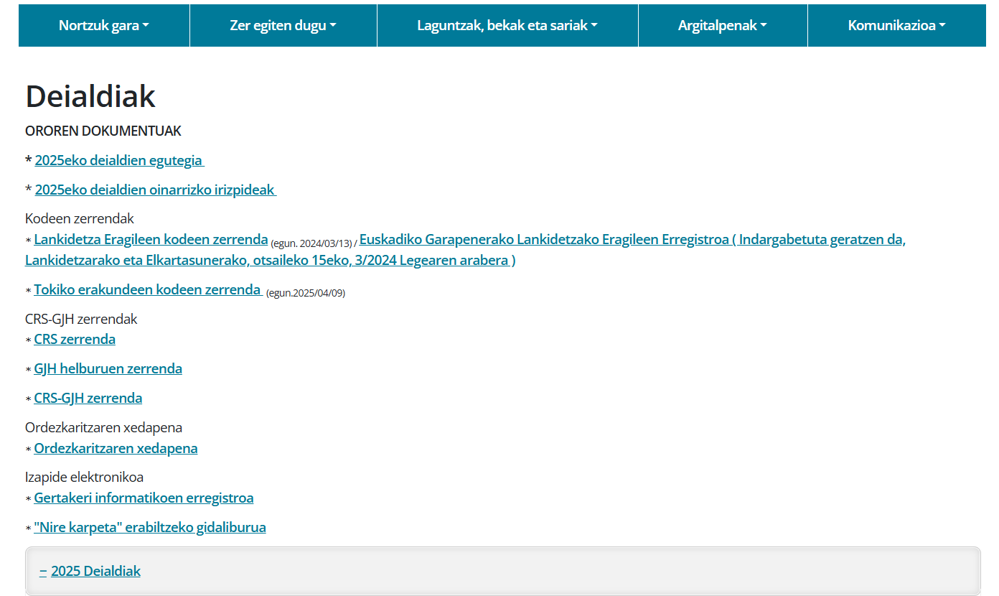 Nortzuk gara
Zer egiten dugu
Laguntzak, bekak eta sariak
Argitalpenak
Komunikazioa
Deialdiak
OROREN DOKUMENTUAK
* 2025eko deialdien egutegia
* 2025eko deialdien oinarrizko irizpideak
Kodeen zerrendak
* Lankidetza Eragileen kodeen zerrenda (egun. 2024/03/13) / Euskadiko Garapenerako Lankidetzako Eragileen Erregistroa ( Indargabetuta geratzen da,
Lankidetzarako eta Elkartasunerako, otsaileko 15eko, 3/2024 Legearen arabera )
* Tokiko erakundeen kodeen zerrenda (egun.2025/04/09)
CRS-GJH zerrendak
* CRS zerrenda
* GJH helburuen zerrenda
* CRS-GJH zerrenda
Ordezkaritzaren xedapena
* Ordezkaritzaren xedapena
Izapide elektronikoa
* Gertakeri informatikoen erregistroa
* "Nire karpeta" erabiltzeko gidaliburua
– 2025 Deialdiak